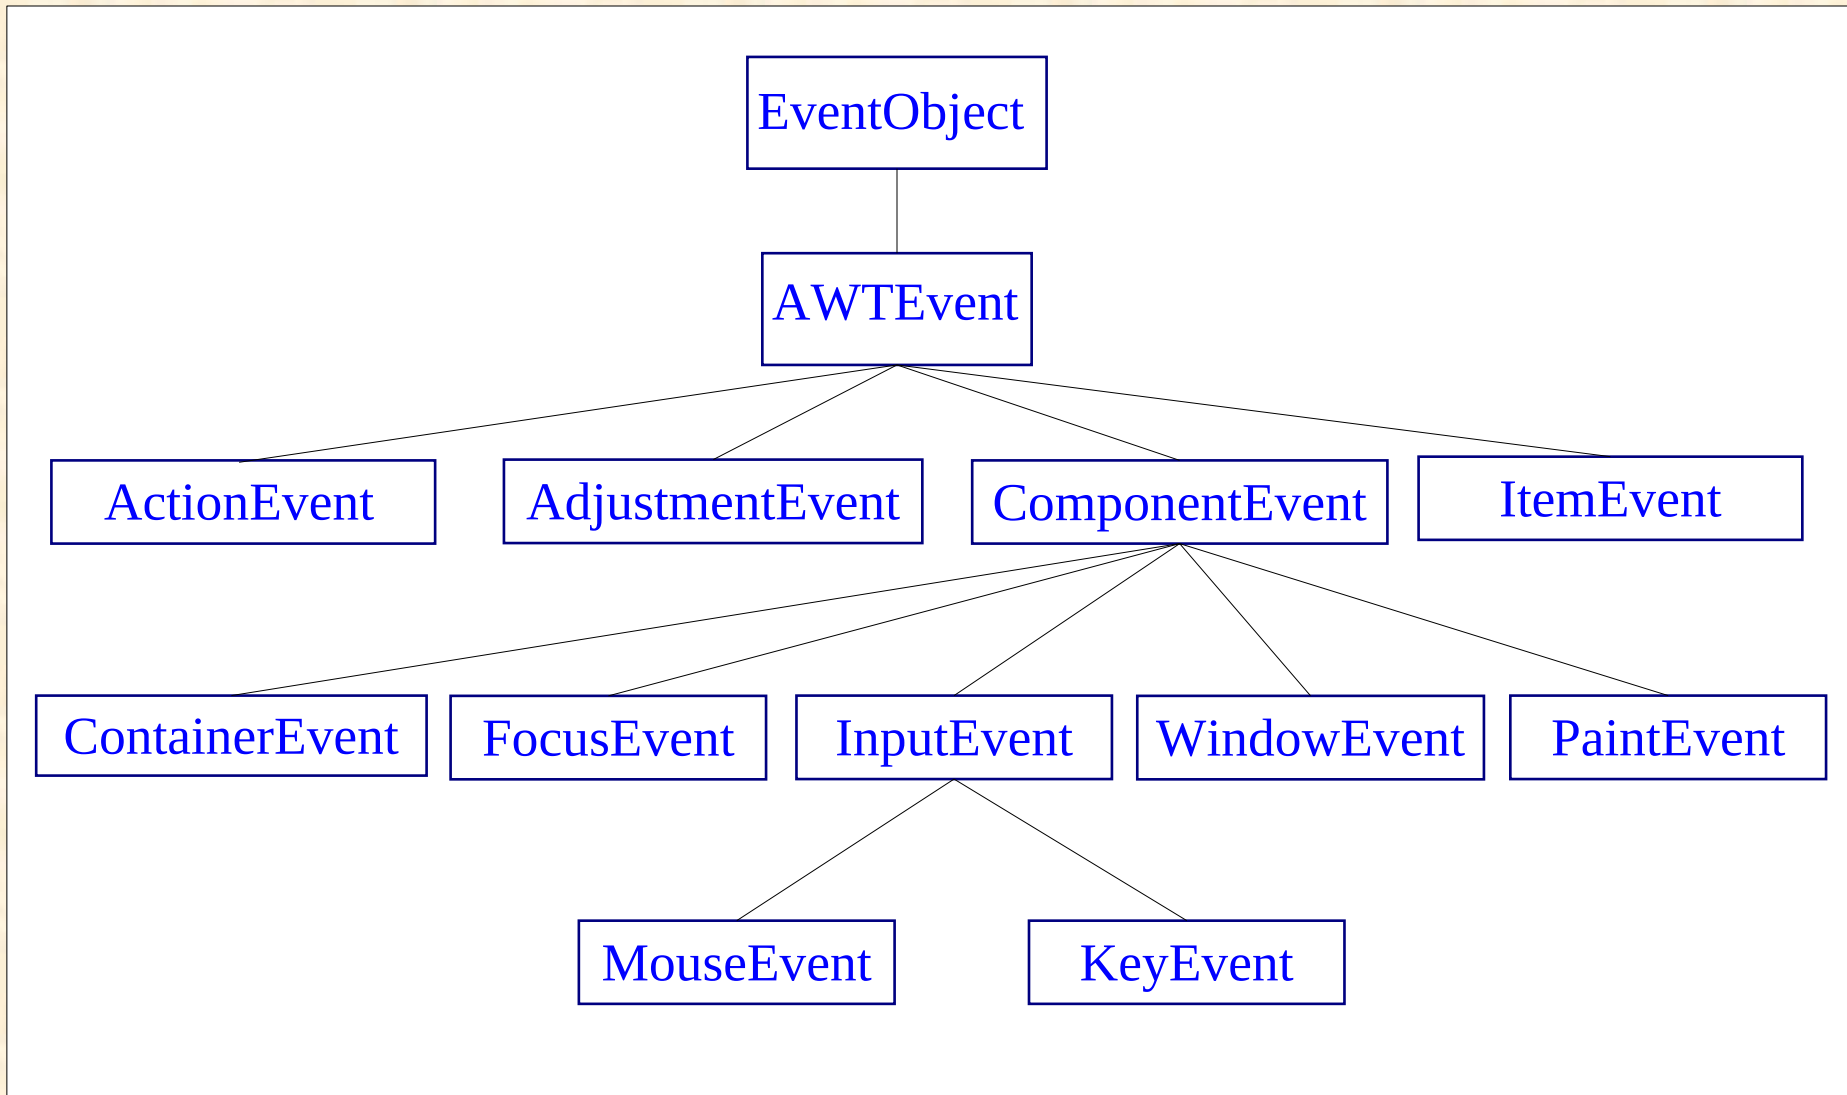 EventObject
AWTEvent
ActionEvent
AdjustmentEvent
ComponentEvent
ItemEvent
ContainerEvent
FocusEvent
InputEvent
WindowEvent
PaintEvent
MouseEvent
KeyEvent